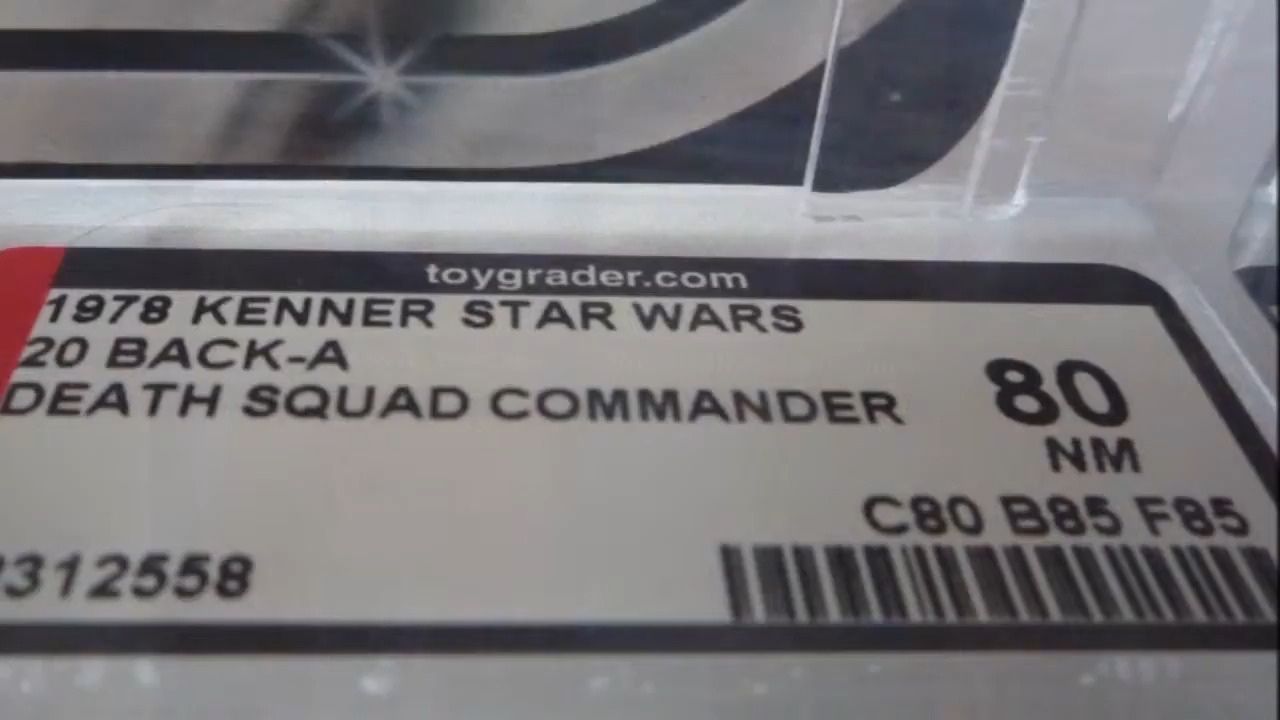 toygrader.com
1978 KENNER STAR WARS
20 BACK-A
DEATH SQUAD COMMANDER
80
NM
C80 B85 F85
312558